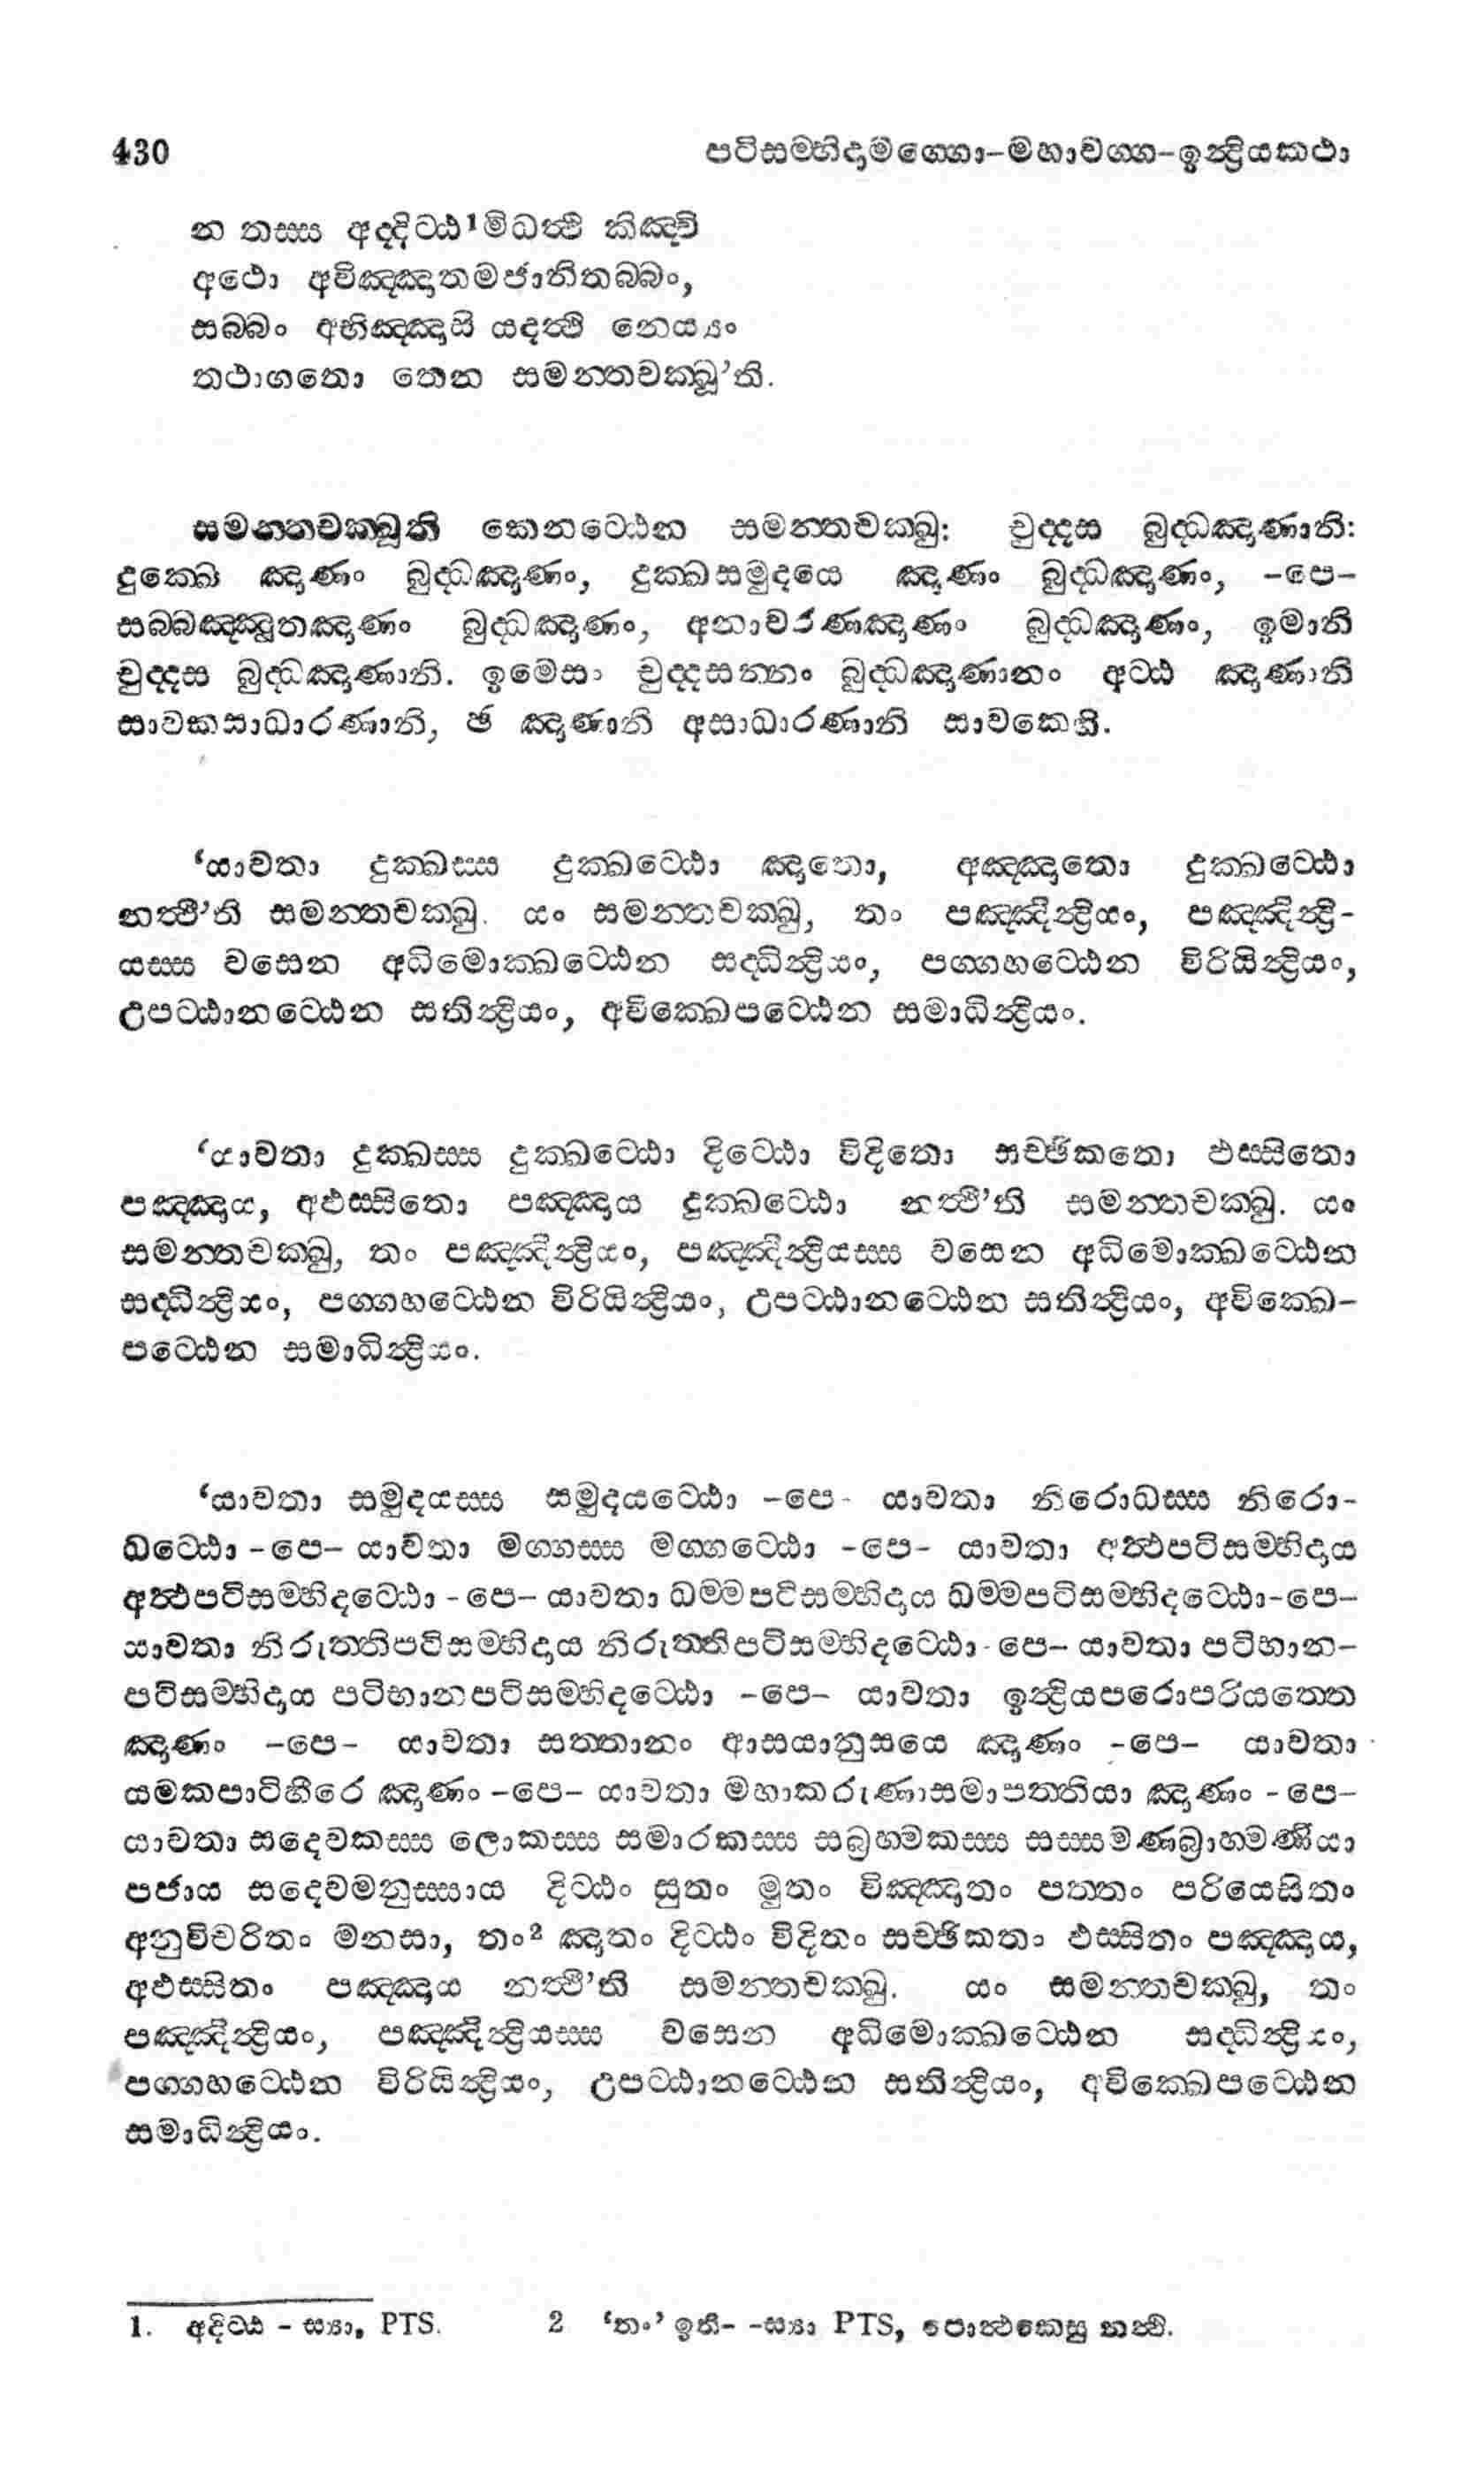 430 පටිසම්භිදාමග්ගො-මහාවග්ග-ඉන්ද්‍රියකථා
න තස්ස අද්දිට්ඨ¹මිධත්ථි කිඤ්චි
අථො අවිඤ්ඤාතමජානිතබ්බං,
සබ්බං අභිඤ්ඤාසි යදත්ථි නෙය්‍යං
තථාගතො තෙන සමන්තචක්ඛූ'ති.
සමන්තචක්ඛූති කෙනට්ඨෙන සමන්තචක්ඛු: චුද්දස බුද්ධඤාණානි:
දුක්ඛෙ ඤාණං බුද්ධඤාණං, දුක්ඛසමුදයෙ ඤාණං බුද්ධඤාණං, -පෙ-
සබ්බඤ්ඤූතඤාණං බුද්ධඤාණං, අනාවරණඤාණං බුද්ධඤාණං, ඉමානි
චුද්දස බුද්ධඤාණානි. ඉමෙසං චුද්දසන්නං බුද්ධඤාණානං අට්ඨ ඤාණානි
සාවකසාධාරණානි, ඡ ඤාණානි අසාධාරණානි සාවකෙහි.
‘යාවතා දුක්ඛස්ස දුක්ඛට්ඨො ඤාතො, අඤ්ඤාතො දුක්ඛට්ඨො
නත්ථී’ති සමන්තචක්ඛු. යං සමන්තචක්ඛු, තං පඤ්ඤින්ද්‍රියං, පඤ්ඤින්ද්‍රි-
යස්ස වසෙන අධිමොක්ඛට්ඨෙන සද්ධින්ද්‍රියං, පග්ගහට්ඨෙන විරියින්ද්‍රියං,
උපට්ඨානට්ඨෙන සතින්ද්‍රියං, අවික්ඛෙපට්ඨෙන සමාධින්ද්‍රියං.
‘යාවතා දුක්ඛස්ස දුක්ඛට්ඨො දිට්ඨො විදිතො සච්ඡිකතො ඵස්සිතො
පඤ්ඤාය, අඵස්සිතො පඤ්ඤාය දුක්ඛට්ඨො නත්ථී’ති සමන්තචක්ඛු. යං
සමන්තචක්ඛු, තං පඤ්ඤින්ද්‍රියං, පඤ්ඤින්ද්‍රියස්ස වසෙන අධිමොක්ඛට්ඨෙන
සද්ධින්ද්‍රියං, පග්ගහට්ඨෙන විරියින්ද්‍රියං, උපට්ඨානට්ඨෙන සතින්ද්‍රියං, අවික්ඛෙ-
පට්ඨෙන සමාධින්ද්‍රියං.
‘යාවතා සමුදයස්ස සමුදයට්ඨො -පෙ- යාවතා නිරොධස්ස නිරො-
ධට්ඨො -පෙ- යාවතා මග්ගස්ස මග්ගට්ඨො -පෙ- යාවතා අත්ථපටිසම්භිදාය
අත්ථපටිසම්භිදට්ඨො -පෙ- යාවතා ධම්මපටිසම්භිදාය ධම්මපටිසම්භිදට්ඨො-පෙ-
යාවතා නිරුත්තිපටිසම්භිදාය නිරුත්තිපටිසම්භිදට්ඨො -පෙ- යාවතා පටිභාන-
පටිසම්භිදාය පටිභානපටිසම්භිදට්ඨො -පෙ- යාවතා ඉන්ද්‍රියපරොපරියත්තෙ
ඤාණං -පෙ- යාවතා සත්තානං ආසයානුසයෙ ඤාණං -පෙ- යාවතා
යමකපාටිහීරෙ ඤාණං -පෙ- යාවතා මහාකරුණාසමාපත්තියා ඤාණං -පෙ-
යාවතා සදෙවකස්ස ලොකස්ස සමාරකස්ස සබ්‍රහ්මකස්ස සස්සමණබ්‍රාහ්මණියා
පජාය සදෙවමනුස්සාය දිට්ඨං සුතං මුතං විඤ්ඤාතං පත්තං පරියෙසිතං
අනුවිචරිතං මනසා, තං² ඤාතං දිට්ඨං විදිතං සච්ඡිකතං ඵස්සිතං පඤ්ඤාය,
අඵස්සිතං පඤ්ඤාය නත්ථී’ති සමන්තචක්ඛු. යං සමන්තචක්ඛු, තං
පඤ්ඤින්ද්‍රියං, පඤ්ඤින්ද්‍රියස්ස වසෙන අධිමොක්ඛට්ඨෙන සද්ධින්ද්‍රියං,
පග්ගහට්ඨෙන විරියින්ද්‍රියං, උපට්ඨානට්ඨෙන සතින්ද්‍රියං, අවික්ඛෙපට්ඨෙන
සමාධින්ද්‍රියං.
1. අදිට්ඨ - ස්‍යා, PTS. 2 ‘තං’ ඉති- -ස්‍යා PTS, පොත්ථකෙසු නත්ථි.